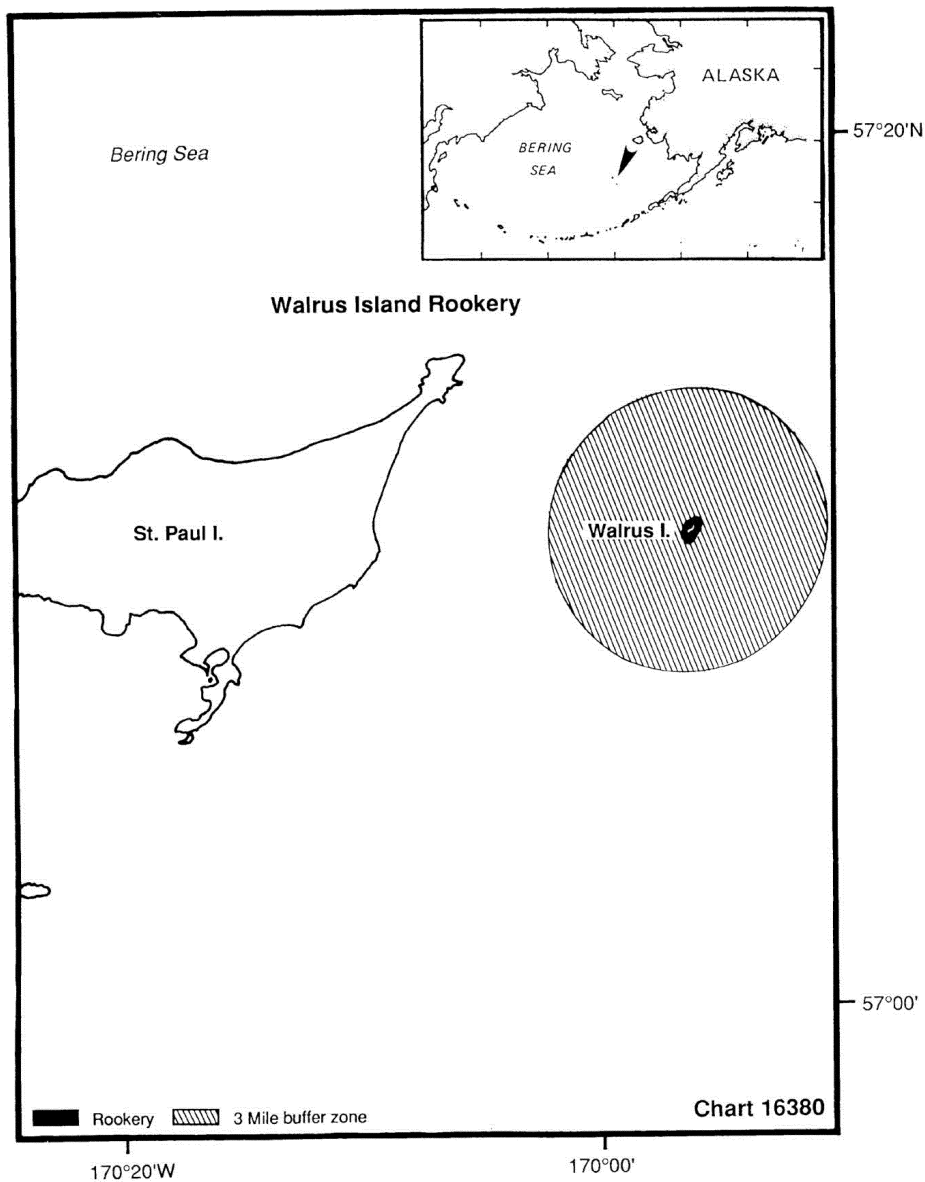 ALASKA
57°20'N
Bering Sea
BERING
SEA
Walrus Island Rookery
St. Paul I.
Walrus I.
57°00'
Rookery
3 Mile buffer zone
Chart 16380
170°20'W
170°00'